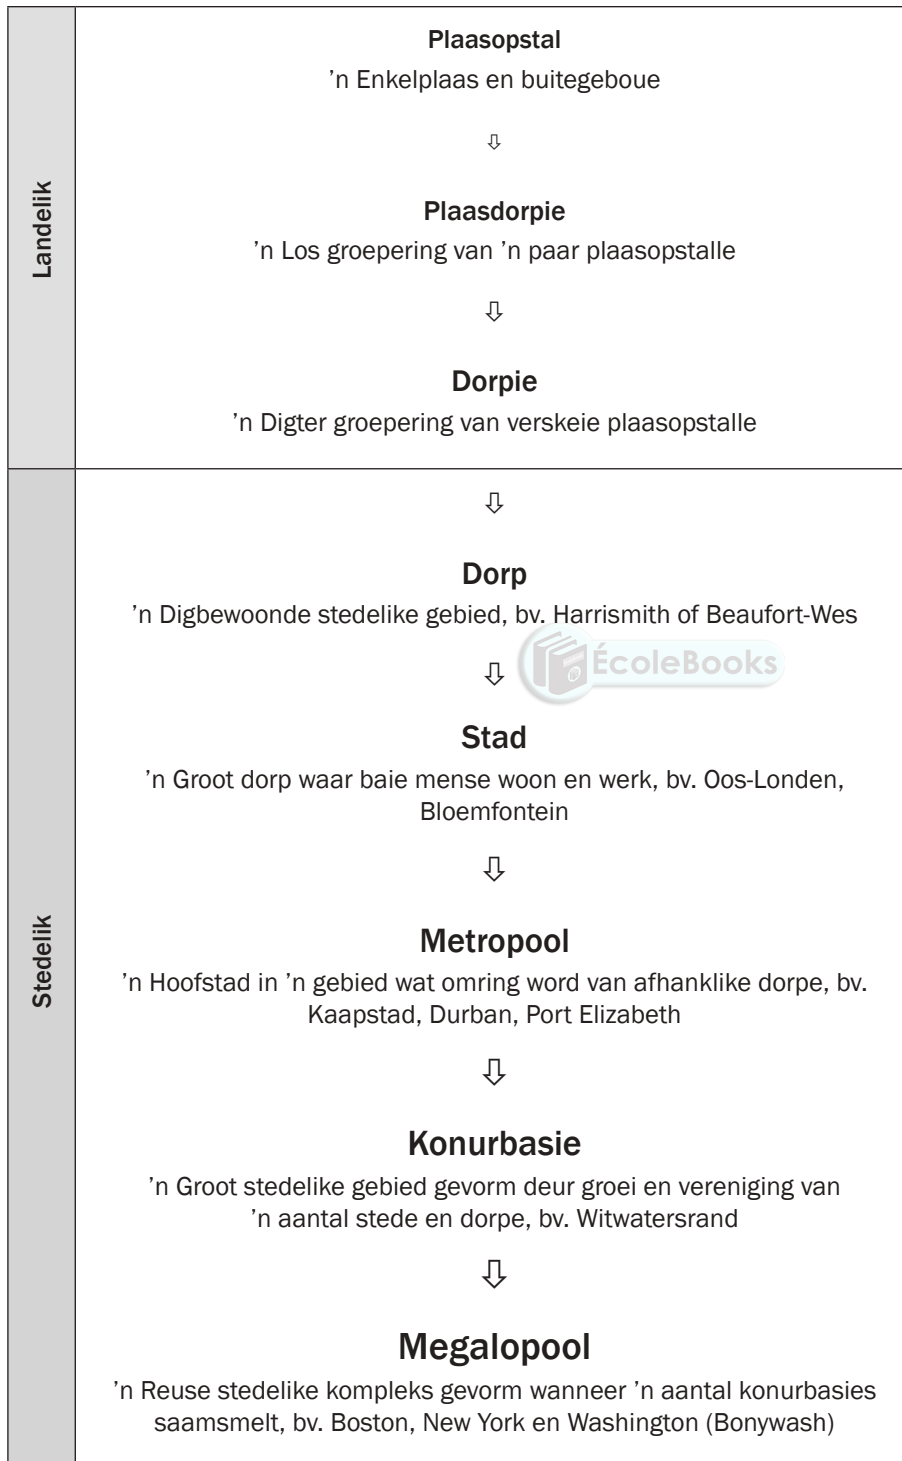 Landelik
Plaasopstal
’n Enkelplaas en buitegeboue
⇩
Plaasdorpie
’n Los groepering van ’n paar plaasopstalle
⇩
Dorpie
’n Digter groepering van verskeie plaasopstalle
Stedelik
⇩
Dorp
’n Digbewoonde stedelike gebied, bv. Harrismith of Beaufort-Wes
ÉcoleBooks
⇩
Stad
’n Groot dorp waar baie mense woon en werk, bv. Oos-Londen,
Bloemfontein
⇩
Metropool
’n Hoofstad in ’n gebied wat omring word van afhanklike dorpe, bv.
Kaapstad, Durban, Port Elizabeth
⇩
Konurbasie
’n Groot stedelike gebied gevorm deur groei en vereniging van
’n aantal stede en dorpe, bv. Witwatersrand
⇩
Megalopool
’n Reuse stedelike kompleks gevorm wanneer ’n aantal konurbasies
saamsmelt, bv. Boston, New York en Washington (Bonywash)